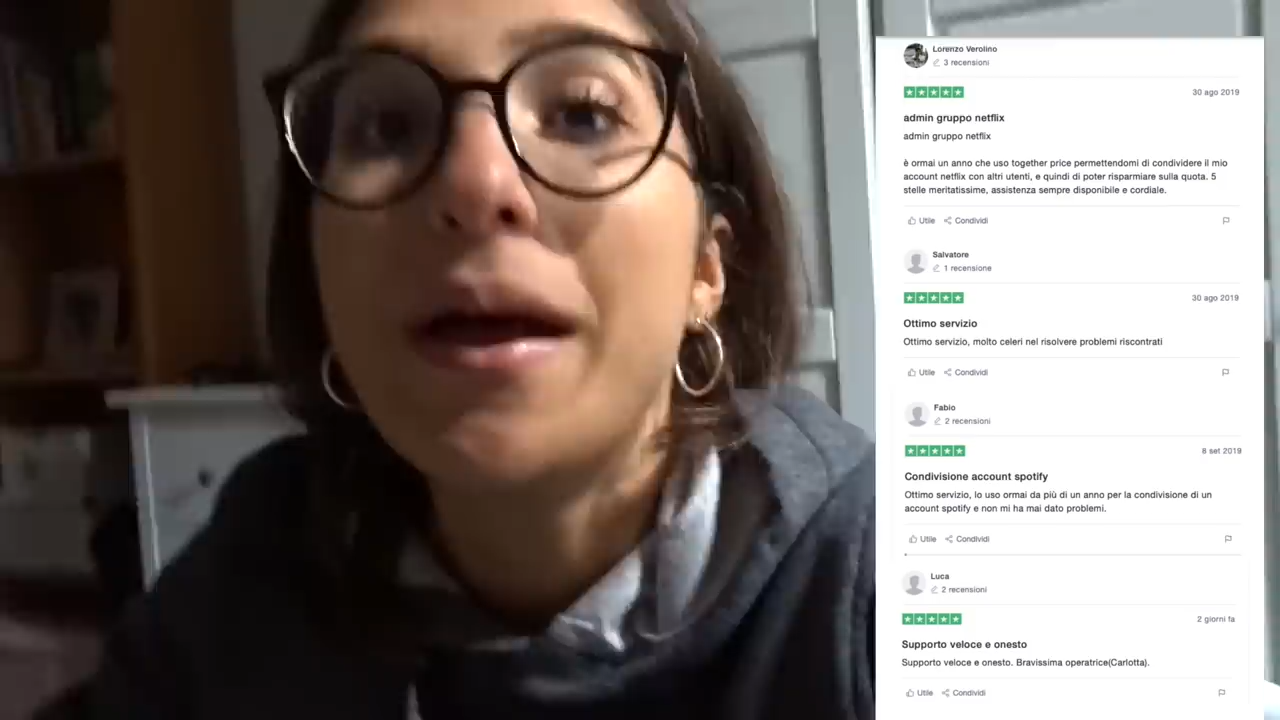 Lorenzo Verolino
3 recensioni
30 ago 2019
admin gruppo netflix
admin gruppo netflix
è ormai un anno che uso together price permettendomi di condividere il mio
account netflix con altri utenti, e quindi di poter risparmiare sulla quota. 5
stelle meritatissime, assistenza sempre disponibile e cordiale.
Utile Condividi
Salvatore
1 recensione
30 ago 2019
Ottimo servizio
Ottimo servizio, molto celeri nel risolvere problemi riscontrati
Utile Condividi
Fabio
2 recensioni
8 set 2019
Condivisione account spotify
Ottimo servizio, lo uso ormai da più di un anno per la condivisione di un
account spotify e non mi ha mai dato problemi.
Utile Condividi
Luca
2 recensioni
2 giorni fa
Supporto veloce e onesto
Supporto veloce e onesto. Bravissima operatrice(Carlotta).
Utile Condividi